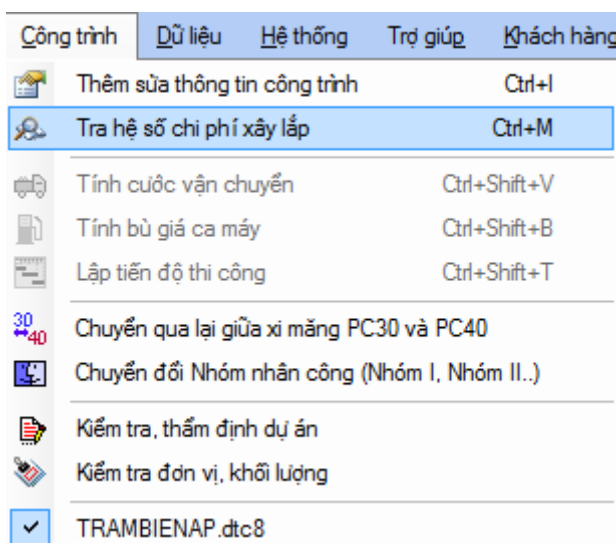 Công trình Dữ liệu Hệ thống Trợ giúp Khách hàng
Thêm sửa thông tin công trình Ctrl+I
Tra hệ số chi phí xây lắp Ctrl+M
Tính cước vận chuyển Ctrl+Shift+V
Tính bù giá ca máy Ctrl+Shift+B
Lập tiến độ thi công Ctrl+Shift+T
30
40
Chuyển qua lại giữa xi măng PC30 và PC40
Chuyển đổi Nhóm nhân công (Nhóm I, Nhóm II..)
Kiểm tra, thẩm định dự án
Kiểm tra đơn vị, khối lượng
TRAMBIENAP.dtc8